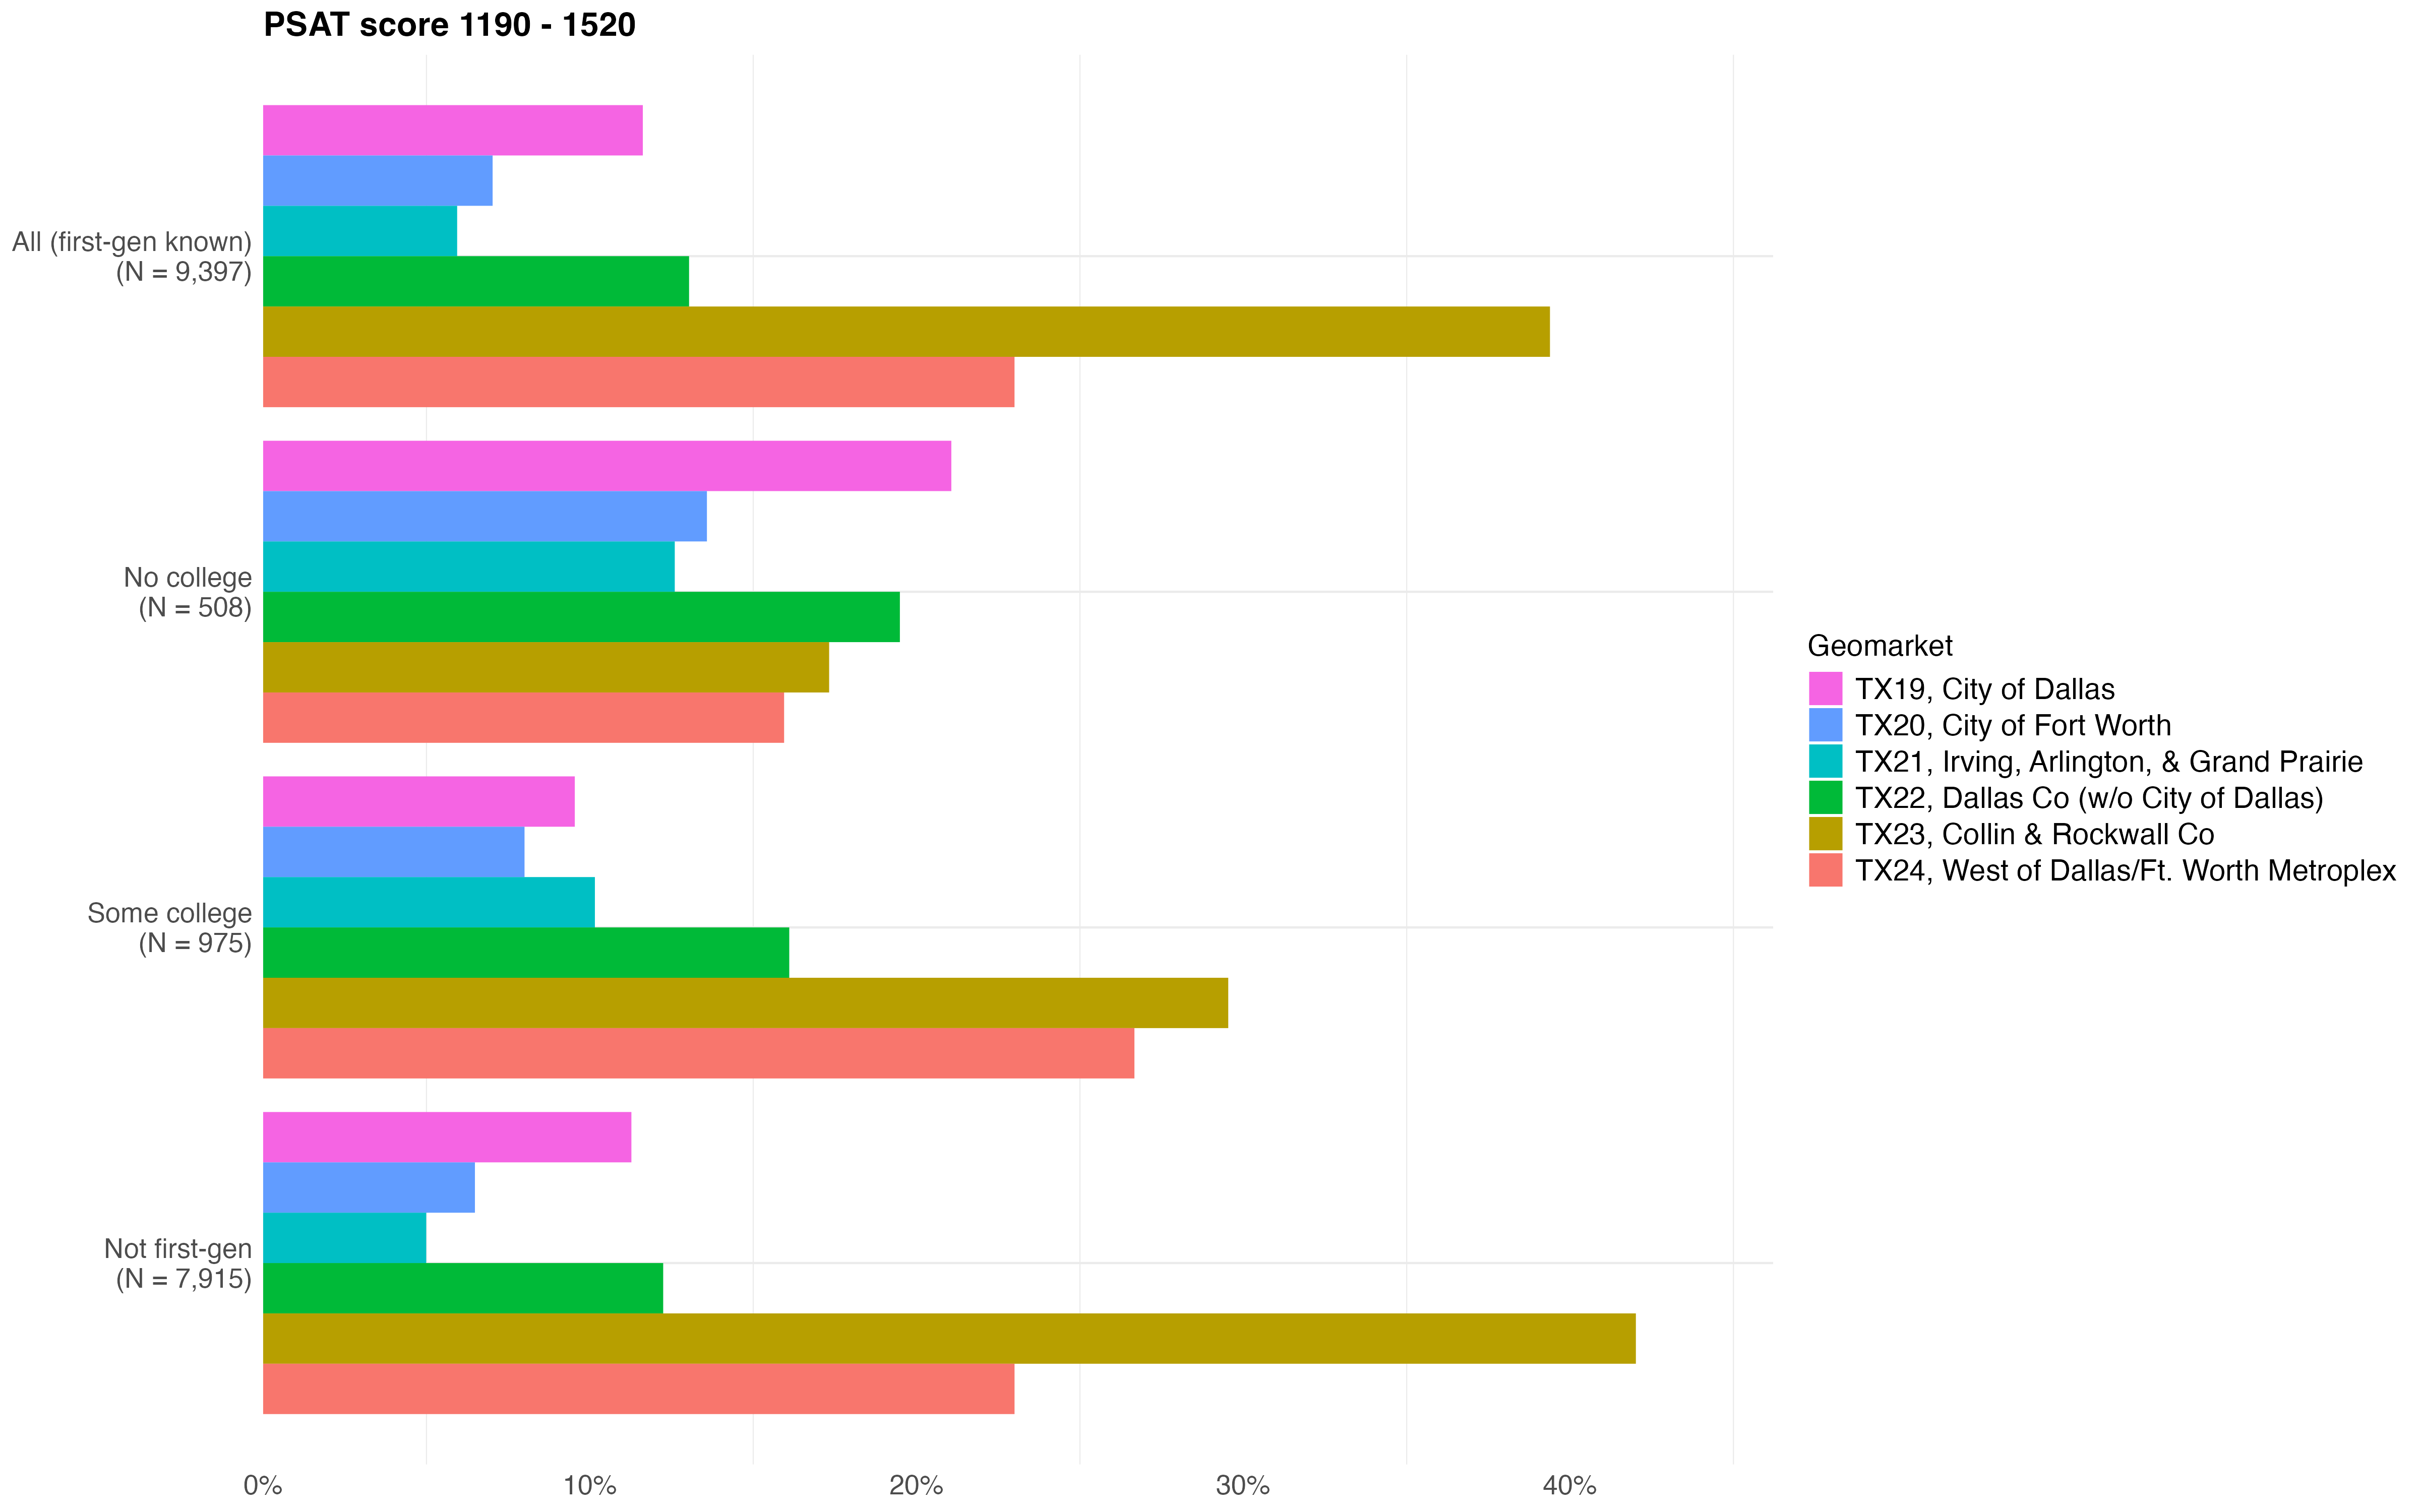 PSAT score 1190 - 1520
All (first-gen known)
(N = 9,397)
No college
(N = 508)
Some college
(N = 975)
Not first-gen
(N = 7,915)
0%
10%
20%
30%
40%
Geomarket
TX19, City of Dallas
TX20, City of Fort Worth
TX21, Irving, Arlington, & Grand Prairie
TX22, Dallas Co (w/o City of Dallas)
TX23, Collin & Rockwall Co
TX24, West of Dallas/Ft. Worth Metroplex